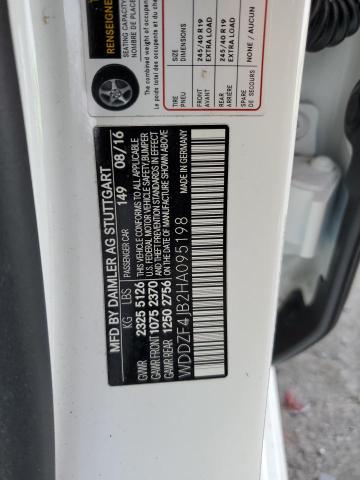 RENSEIGNE
SEATING CAPACITY
NOMBRE DE PLACE
The combined weight of occupant
Le poids total des occupants et du cha
TIRE
PNEU
SIZE
DIMENSIONS
FRONT
AVANT
245/40 R19
EXTRA LOAD
REAR
ARRIÈRE
245/40 R19
EXTRA LOAD
SPARE
DE SECOURS
NONE / AUCUN
MFD BY DAIMLER AG STUTTGART
PASSENGER CAR 149 08/16
KG LBS
GVWR 2325 5126
GAWR FRONT 1075 2370
GAWR REAR 1250 2756
THIS VEHICLE CONFORMS TO ALL APPLICABLE
U.S. FEDERAL MOTOR VEHICLE SAFETY, BUMPER
AND THEFT PREVENTION STANDARDS IN EFFECT
ON THE DATE OF MANUFACTURE SHOWN ABOVE
MADE IN GERMANY
WDDZF4JB2HA095198